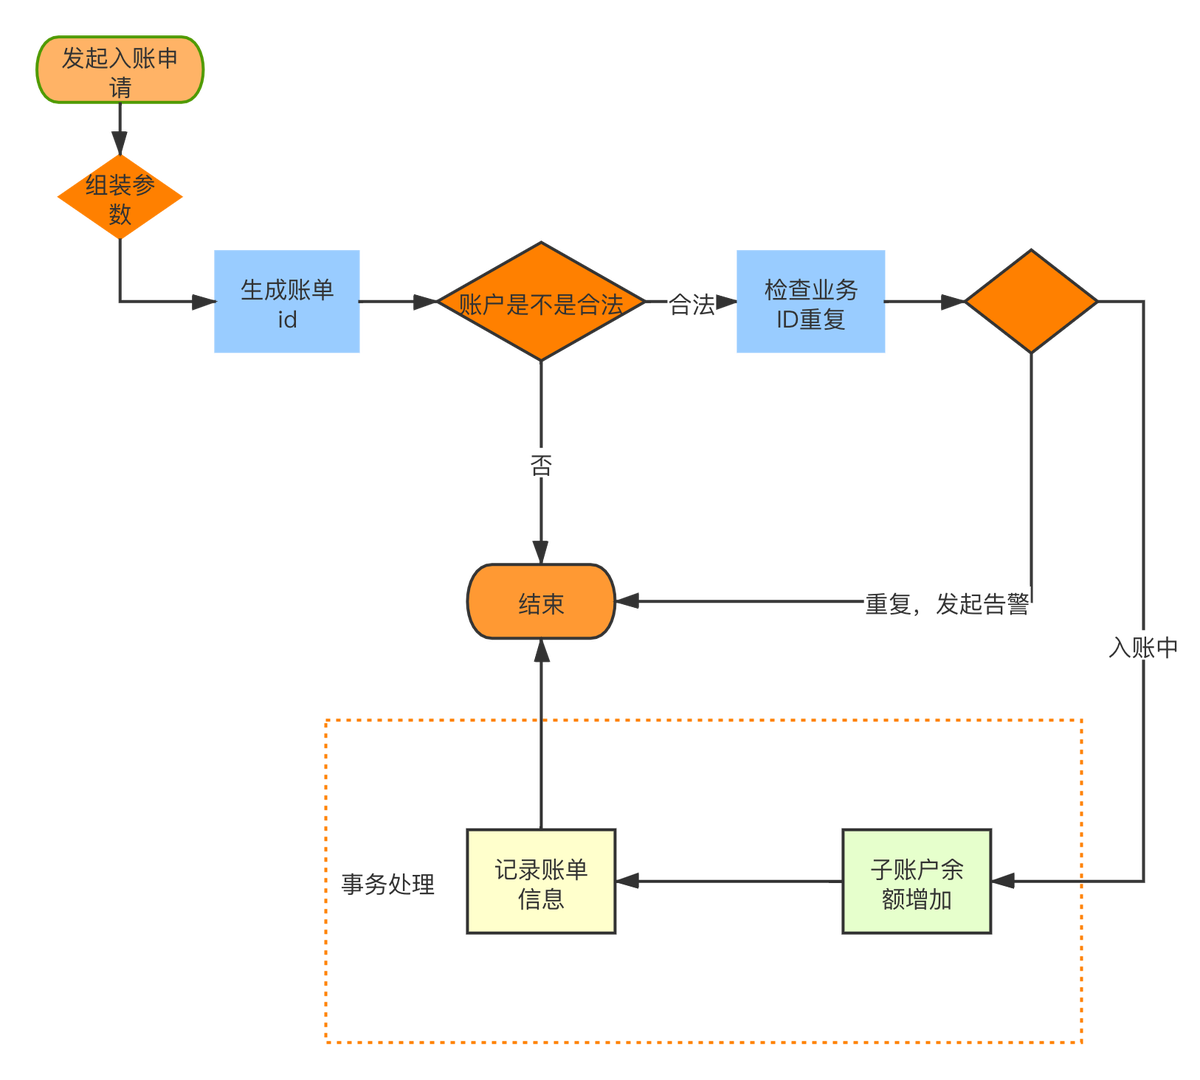 发起入账申
请
组装参
数
生成账单
id
账户是不是合法
合法
检查业务
ID重复
否
结束
重复，发起告警
入账中
事务处理
记录账单
信息
子账户余
额增加